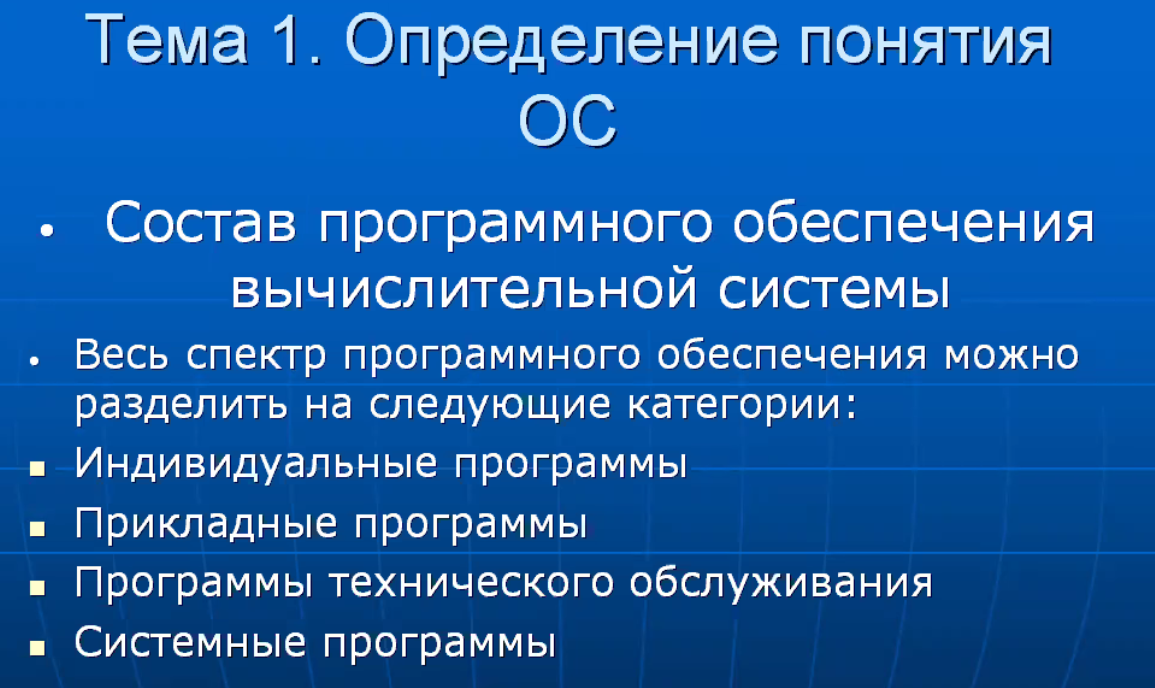 Тема 1. Определение понятия
ОС
• Состав программного обеспечения
вычислительной системы
• Весь спектр программного обеспечения можно
разделить на следующие категории:
■ Индивидуальные программы
■ Прикладные программы
■ Программы технического обслуживания
■ Системные программы